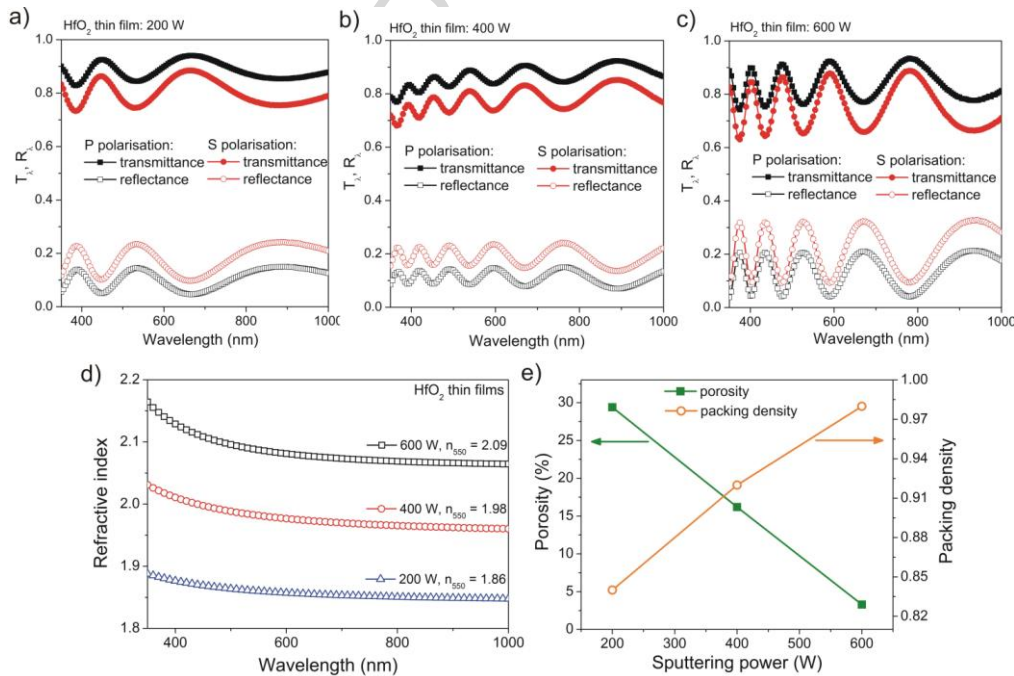 a)
HfO₂ thin film: 200 W
1.0
0.8
0.6
0.4
0.2
0.0
T_λ, R_λ
P polarisation: S polarisation:
transmittance transmittance
reflectance reflectance
400 600 800 1000
Wavelength (nm)
b)
HfO₂ thin film: 400 W
1.0
0.8
0.6
0.4
0.2
0.0
T_λ, R_λ
P polarisation: S polarisation:
transmittance transmittance
reflectance reflectance
400 600 800 1000
Wavelength (nm)
c)
HfO₂ thin film: 600 W
1.0
0.8
0.6
0.4
0.2
0.0
T_λ, R_λ
P polarisation: S polarisation:
transmittance transmittance
reflectance reflectance
400 600 800 1000
Wavelength (nm)
d)
2.2
2.1
2.0
1.9
1.8
Refractive index
HfO₂ thin films
600 W, n₅₅₀ = 2.09
400 W, n₅₅₀ = 1.98
200 W, n₅₅₀ = 1.86
400 600 800 1000
Wavelength (nm)
e)
30
25
20
15
10
5
0
Porosity (%)
porosity
packing density
1.00
0.97
0.94
0.91
0.88
0.85
0.82
Packing density
200 300 400 500 600
Sputtering power (W)